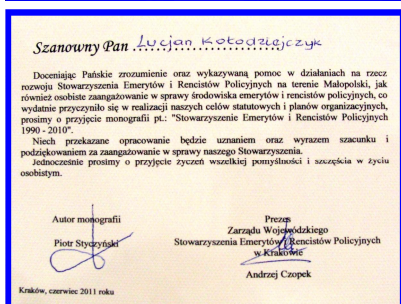 Szanowny Pan Lucjan Kołodziejczyk
Doceniając Pańskie zrozumienie oraz wykazywaną pomoc w działaniach na rzecz
rozwoju Stowarzyszenia Emerytów i Rencistów Policyjnych na terenie Małopolski, jak
również osobiste zaangażowanie w sprawy środowiska emerytów i rencistów policyjnych, co
wydatnie przyczyniło się w realizacji naszych celów statutowych i planów organizacyjnych,
prosimy o przyjęcie monografii pt.: "Stowarzyszenie Emerytów i Rencistów Policyjnych
1990 - 2010".
Niech przekazane opracowanie będzie uznaniem oraz wyrazem szacunku i
podziękowaniem za zaangażowanie w sprawy naszego Stowarzyszenia.
Jednocześnie prosimy o przyjęcie życzeń wszelkiej pomyślności i szczęścia w życiu
osobistym.
Autor monografii
Piotr Styczyński
Prezes
Zarządu Wojewódzkiego
Stowarzyszenia Emerytów i Rencistów Policyjnych
w Krakowie
Andrzej Czopek
Kraków, czerwiec 2011 roku